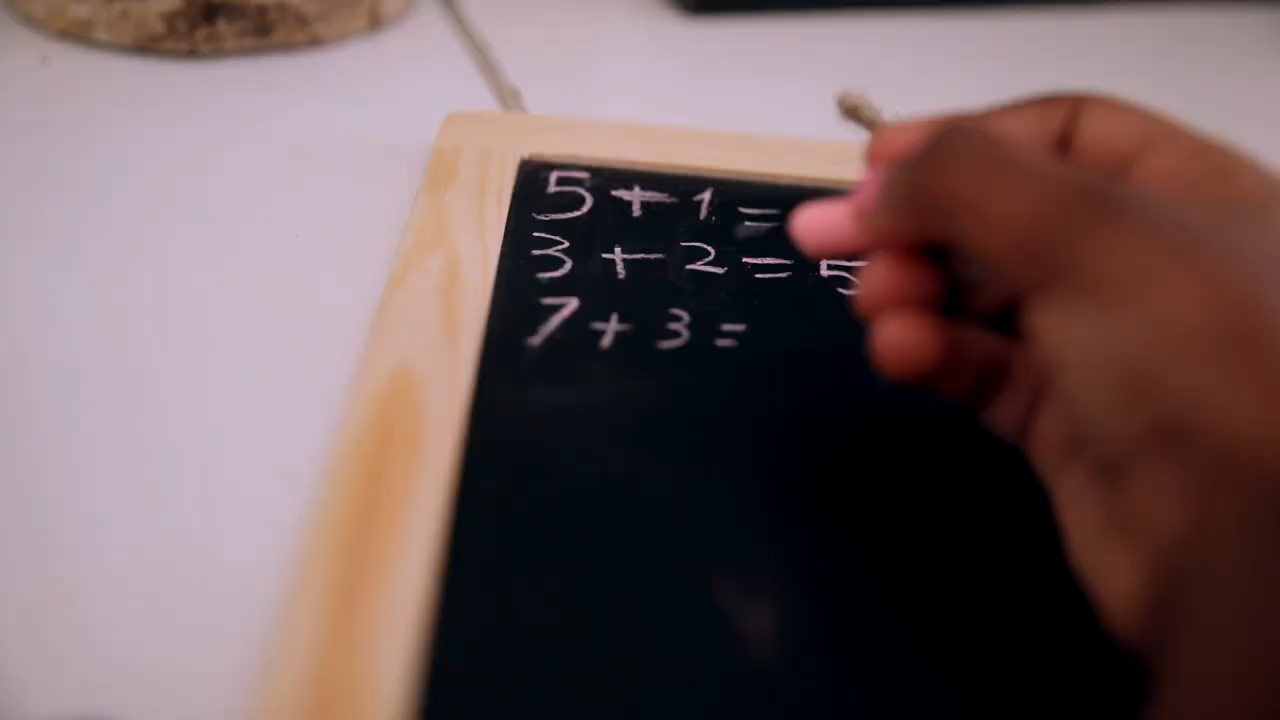 5 + 1 =
3 + 2 = 5
7 + 3 =